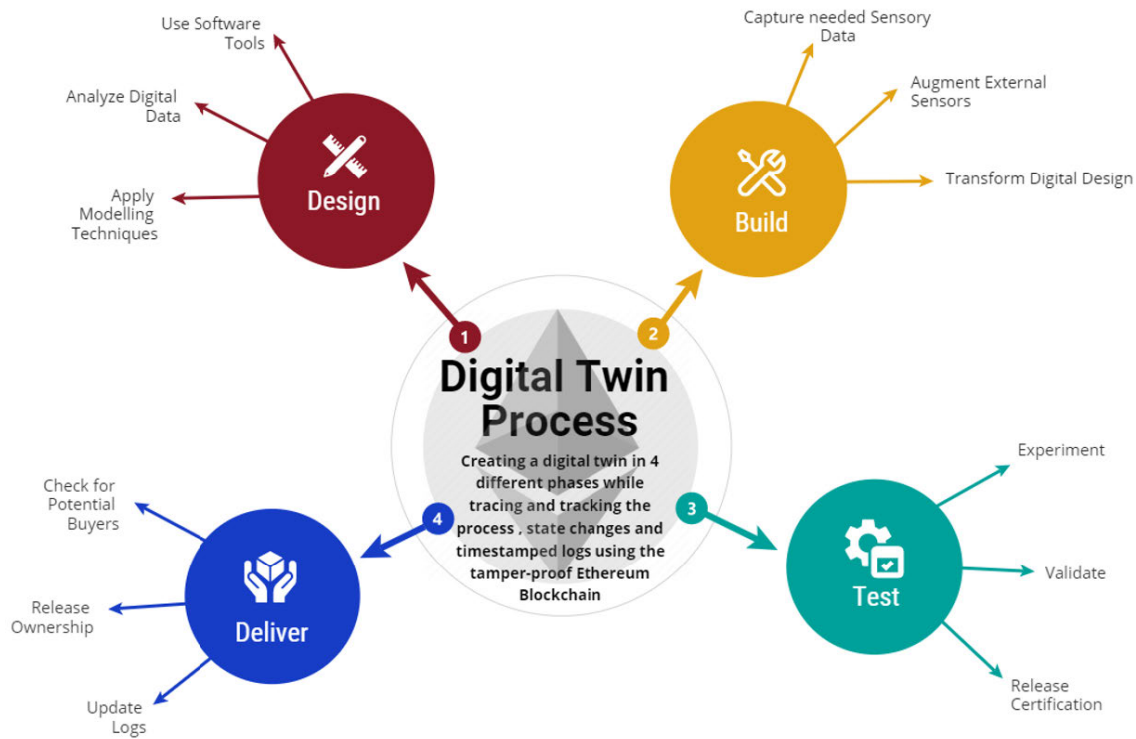 Use Software
Tools
Analyze Digital
Data
Apply
Modelling
Techniques
Design
Capture needed Sensory
Data
Augment External
Sensors
Transform Digital Design
Build
1
2
Digital Twin
Process
Creating a digital twin in 4
different phases while
tracing and tracking the
process , state changes and
timestamped logs using the
tamper-proof Ethereum
Blockchain
3
4
Experiment
Validate
Release
Certification
Test
Check for
Potential
Buyers
Release
Ownership
Update
Logs
Deliver